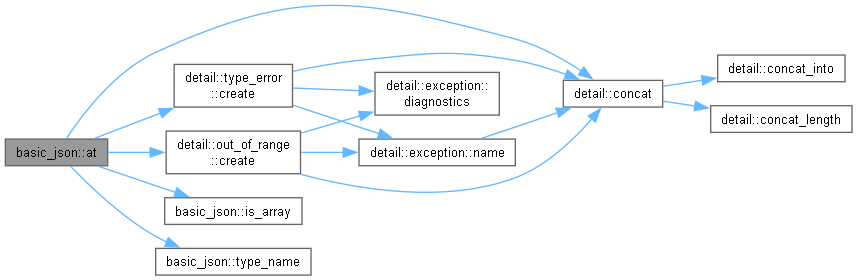 basic_json::at
detail::type_error
::create
detail::out_of_range
::create
basic_json::is_array
basic_json::type_name
detail::exception::
diagnostics
detail::exception::name
detail::concat
detail::concat_into
detail::concat_length